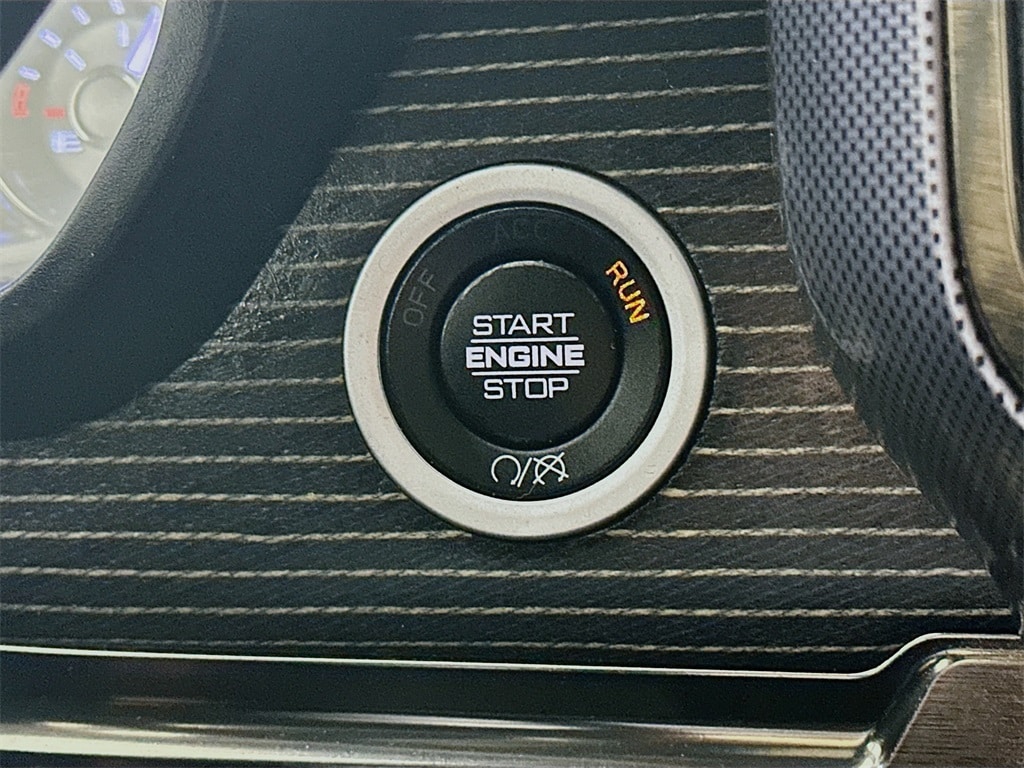 ACC
OFF
RUN
START
ENGINE
STOP